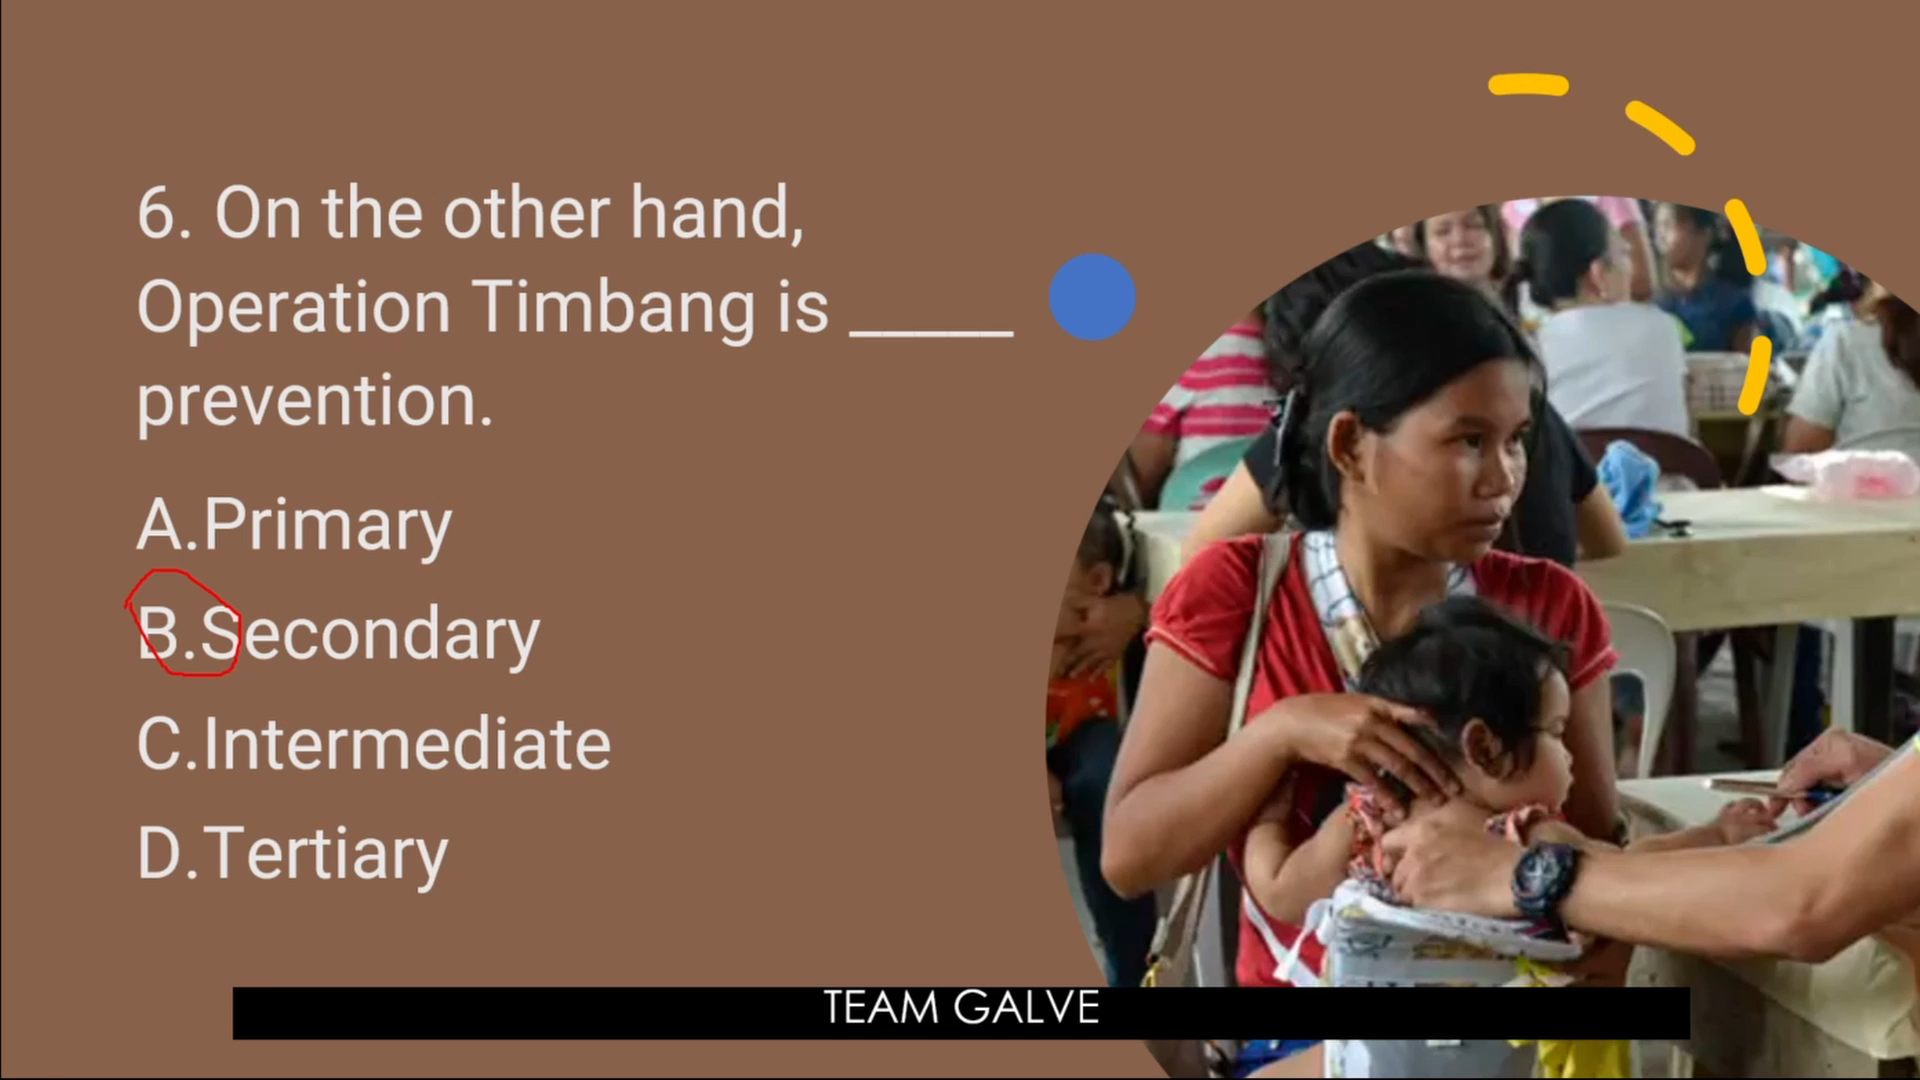 6. On the other hand,
Operation Timbang is _____
prevention.
A.Primary
B.Secondary
C.Intermediate
D.Tertiary
TEAM GALVE